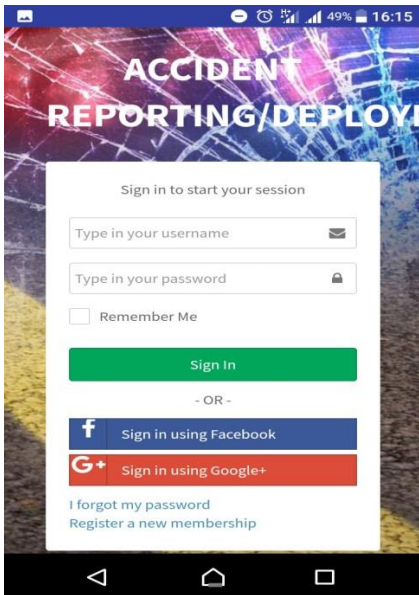 49% 16:15
ACCIDENT
REPORTING/DEPLOY
Sign in to start your session
Type in your username
Type in your password
Remember Me
Sign In
- OR -
f Sign in using Facebook
G+ Sign in using Google+
I forgot my password
Register a new membership